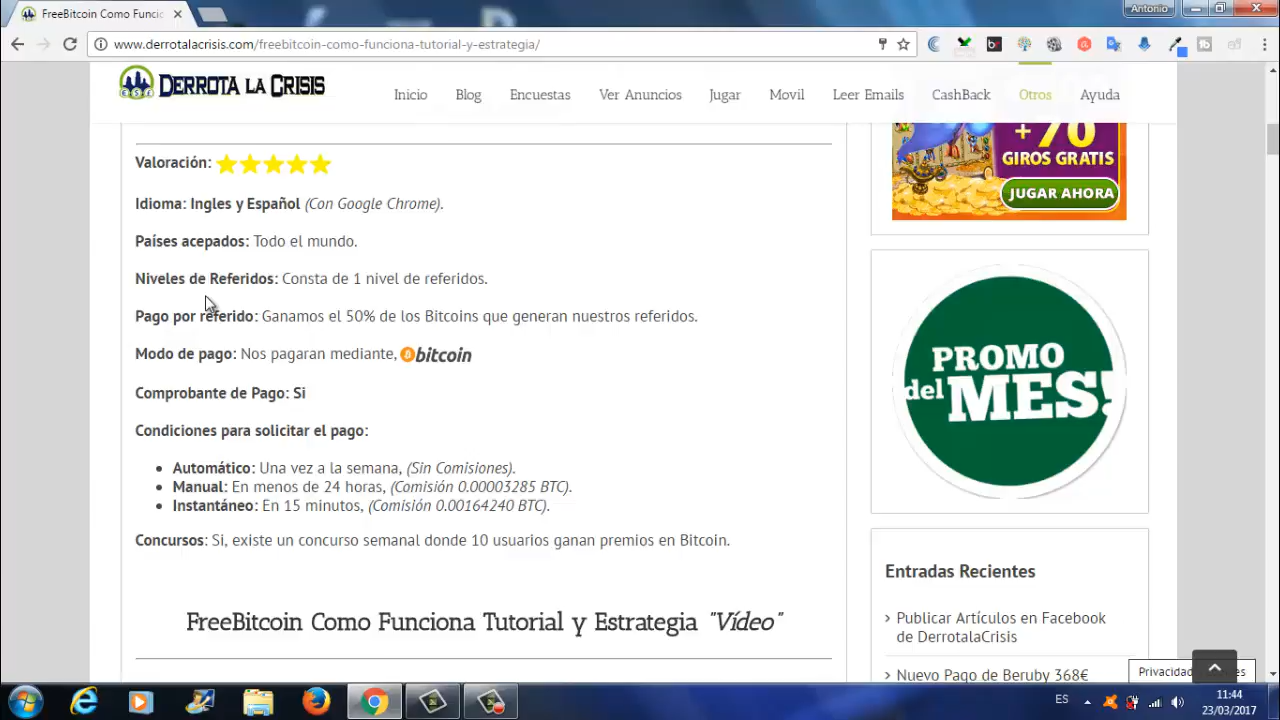 FreeBitcoin Como Funcio
Antonio
www.derrotalacrisis.com/freebitcoin-como-funciona-tutorial-y-estrategia/
DERROTA LA CRISIS
E S E
Inicio
Blog
Encuestas
Ver Anuncios
Jugar
Movil
Leer Emails
CashBack
Otros
Ayuda
Valoración:
Idioma: Ingles y Español (Con Google Chrome).
Países acepados: Todo el mundo.
Niveles de Referidos: Consta de 1 nivel de referidos.
Pago por referido: Ganamos el 50% de los Bitcoins que generan nuestros referidos.
Modo de pago: Nos pagaran mediante, bitcoin
Comprobante de Pago: Si
Condiciones para solicitar el pago:
• Automático: Una vez a la semana, (Sin Comisiones).
• Manual: En menos de 24 horas, (Comisión 0.00003285 BTC).
• Instantáneo: En 15 minutos, (Comisión 0.00164240 BTC).
Concursos: Si, existe un concurso semanal donde 10 usuarios ganan premios en Bitcoin.
FreeBitcoin Como Funciona Tutorial y Estrategia "Vídeo"
+70
GIROS GRATIS
JUGAR AHORA
PROMO
del MES!
Entradas Recientes
Publicar Artículos en Facebook
de DerrotalaCrisis
Nuevo Pago de Beruby 368€
ES
11:44
23/03/2017